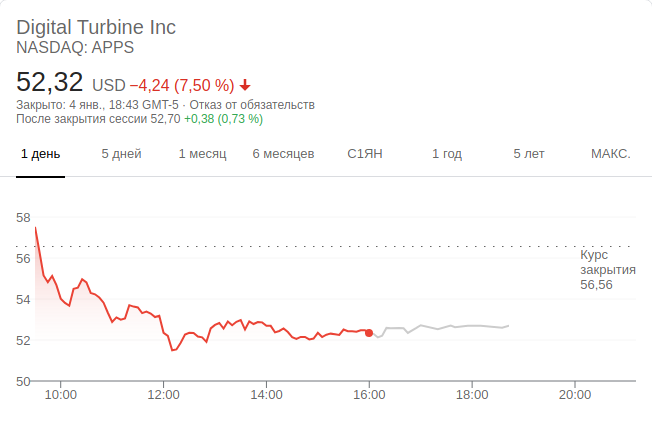 Digital Turbine Inc
NASDAQ: APPS
52,32 USD −4,24 (7,50 %)
Закрыто: 4 янв., 18:43 GMT-5 · Отказ от обязательств
После закрытия сессии 52,70 +0,38 (0,73 %)
1 день 5 дней 1 месяц 6 месяцев С1ЯН 1 год 5 лет МАКС.
58
56
54
52
50
Курс
закрытия
56,56
10:00 12:00 14:00 16:00 18:00 20:00